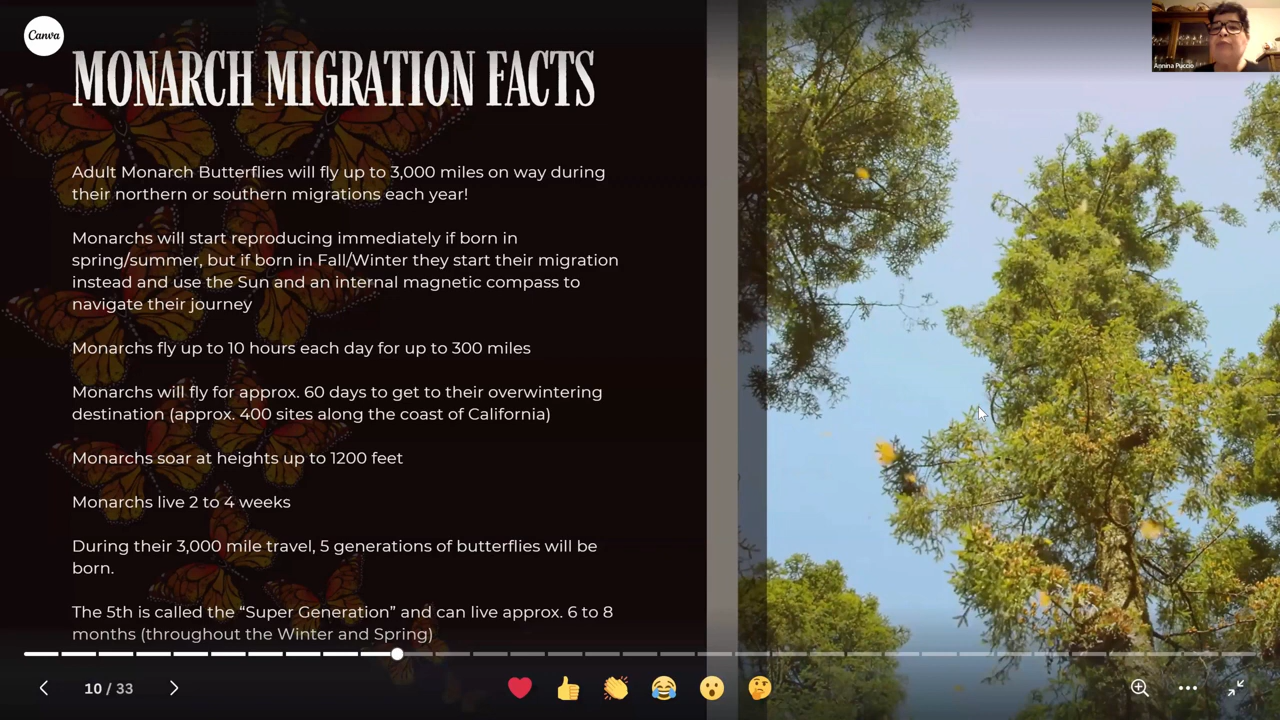 Canva
MONARCH MIGRATION FACTS
Annina Puccio
Adult Monarch Butterflies will fly up to 3,000 miles on way during
their northern or southern migrations each year!
Monarchs will start reproducing immediately if born in
spring/summer, but if born in Fall/Winter they start their migration
instead and use the Sun and an internal magnetic compass to
navigate their journey
Monarchs fly up to 10 hours each day for up to 300 miles
Monarchs will fly for approx. 60 days to get to their overwintering
destination (approx. 400 sites along the coast of California)
Monarchs soar at heights up to 1200 feet
Monarchs live 2 to 4 weeks
During their 3,000 mile travel, 5 generations of butterflies will be
born.
The 5th is called the “Super Generation” and can live approx. 6 to 8
months (throughout the Winter and Spring)
10 / 33